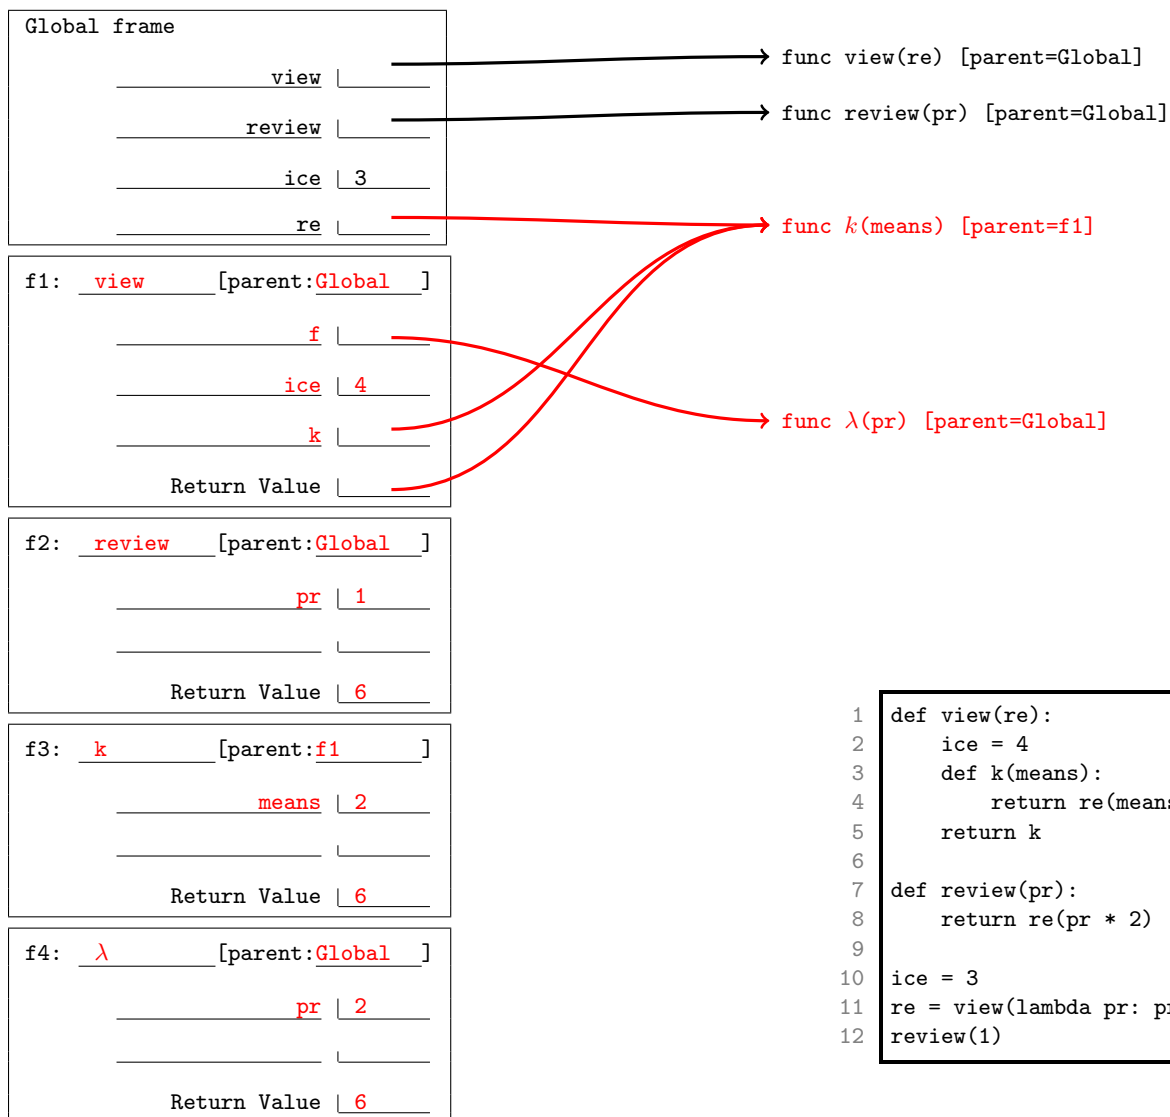 Global frame
view
review
ice 3
re
func view(re) [parent=Global]
func review(pr) [parent=Global]
func k(means) [parent=f1]
func λ(pr) [parent=Global]
f1: view [parent:Global ]
f
ice 4
k
Return Value
f2: review [parent:Global ]
pr 1
Return Value 6
f3: k [parent:f1 ]
means 2
Return Value 6
f4: λ [parent:Global ]
pr 2
Return Value 6
1 def view(re):
2 ice = 4
3 def k(means):
4 return re(means
5 return k
6
7 def review(pr):
8 return re(pr * 2)
9
10 ice = 3
11 re = view(lambda pr:
12 review(1)